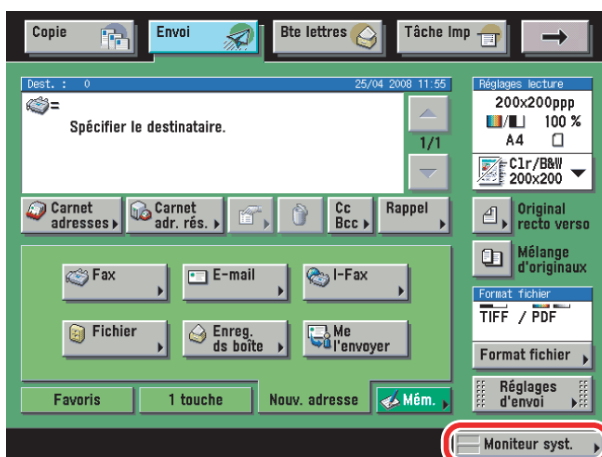 Copie
Envoi
Bte lettres
Tâche Imp
Dest. : 0
25/04 2008 11:55
Spécifier le destinataire.
1/1
Carnet
adresses
Carnet
adr. rés.
Cc
Bcc
Rappel
Fax
E-mail
I-Fax
Fichier
Enreg.
ds boîte
Me
l'envoyer
Favoris
1 touche
Nouv. adresse
Mém.
Réglages lecture
200x200ppp
100 %
A4
Clr/B&W
200x200
Original
recto verso
Mélange
d'originaux
Format fichier
TIFF / PDF
Format fichier
Réglages
d'envoi
Moniteur syst.